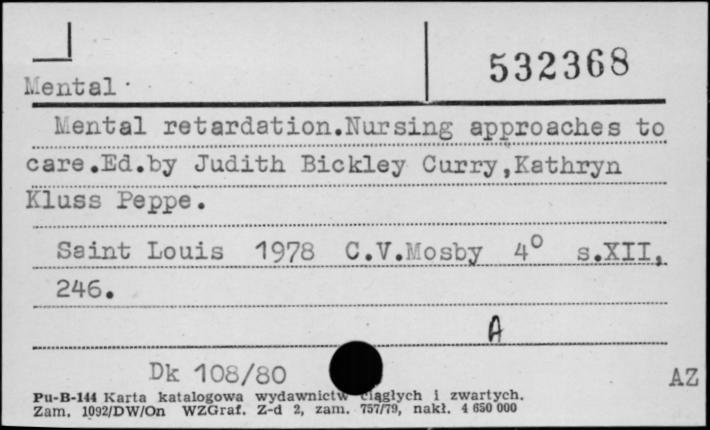 532368
Mental
Mental retardation.Nursing approaches to
care.Ed.by Judith Bickley Curry,Kathryn
Kluss Peppe.
Saint Louis 1978 C.V.Mosby 4° s.XII,
246.
A
Dk 108/80
AZ
Pu-B-144 Karta katalogowa wydawnictw ciągłych i zwartych.
Zam. 1092/DW/On WZGraf. Z-d 2, zam. 757/79, nakł. 4 650 000